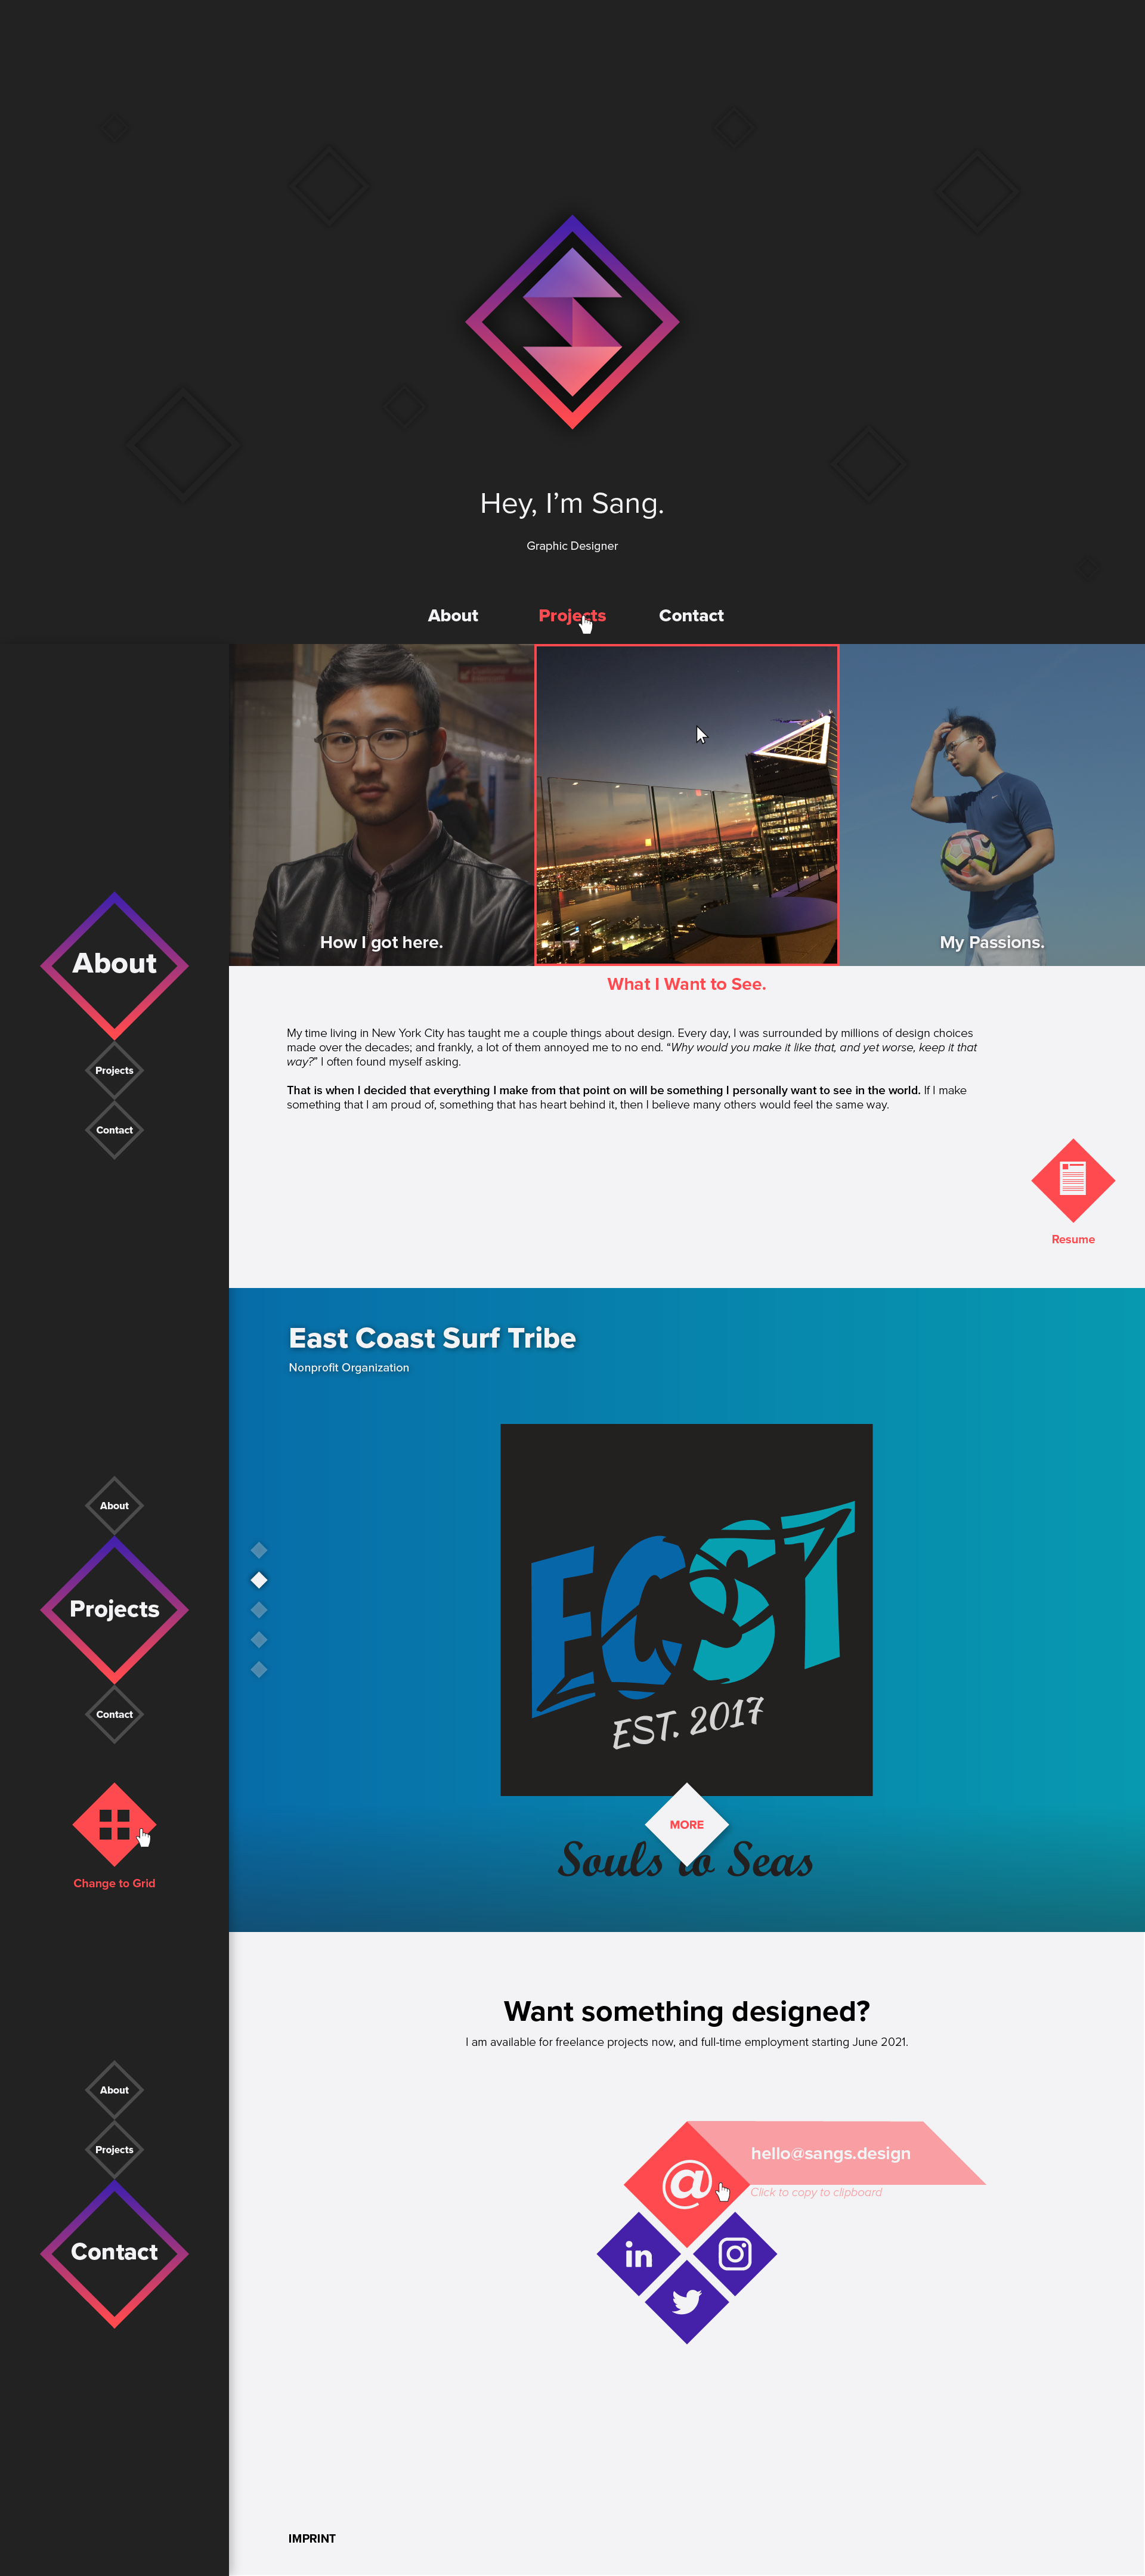 Hey, I’m Sang.
Graphic Designer
About
Projects
Contact
How I got here.
My Passions.
What I Want to See.
About
Projects
Contact
My time living in New York City has taught me a couple things about design. Every day, I was surrounded by millions of design choices
made over the decades; and frankly, a lot of them annoyed me to no end. “Why would you make it like that, and yet worse, keep it that
way?” I often found myself asking.
That is when I decided that everything I make from that point on will be something I personally want to see in the world. If I make
something that I am proud of, something that has heart behind it, then I believe many others would feel the same way.
Resume
East Coast Surf Tribe
Nonprofit Organization
About
Projects
Contact
Change to Grid
ECST
EST. 2017
MORE
Souls to Seas
Want something designed?
I am available for freelance projects now, and full-time employment starting June 2021.
About
Projects
Contact
@
hello@sangs.design
Click to copy to clipboard
in
IMPRINT